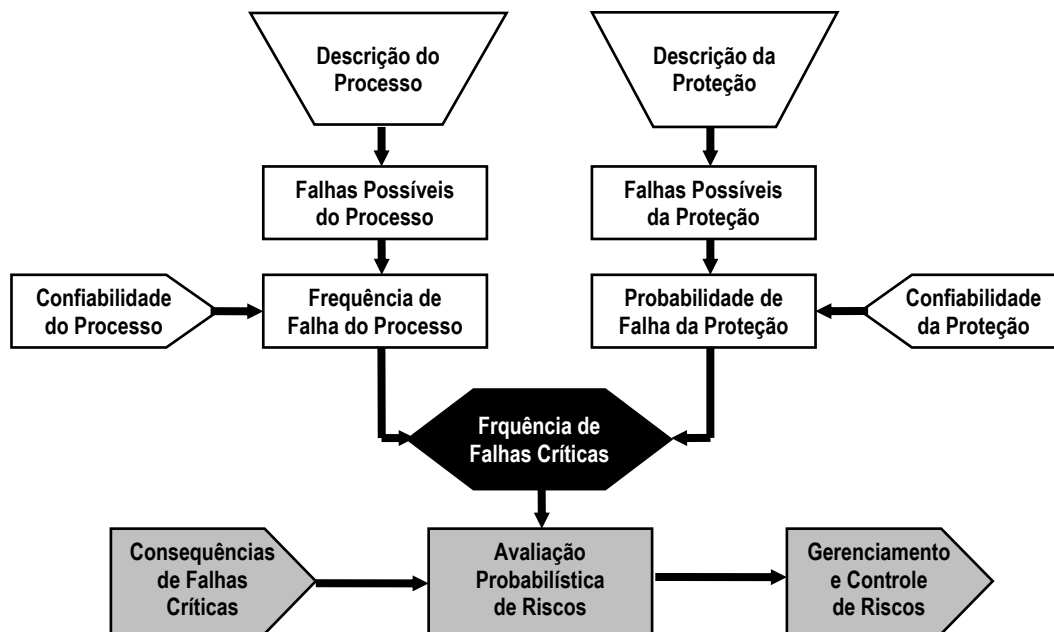 Descrição do
Processo
Descrição da
Proteção
Falhas Possíveis
do Processo
Falhas Possíveis
da Proteção
Confiabilidade
do Processo
Frequência de
Falha do Processo
Probabilidade de
Falha da Proteção
Confiabilidade
da Proteção
Frquência de
Falhas Críticas
Consequências
de Falhas
Críticas
Avaliação
Probabilística
de Riscos
Gerenciamento
e Controle
de Riscos